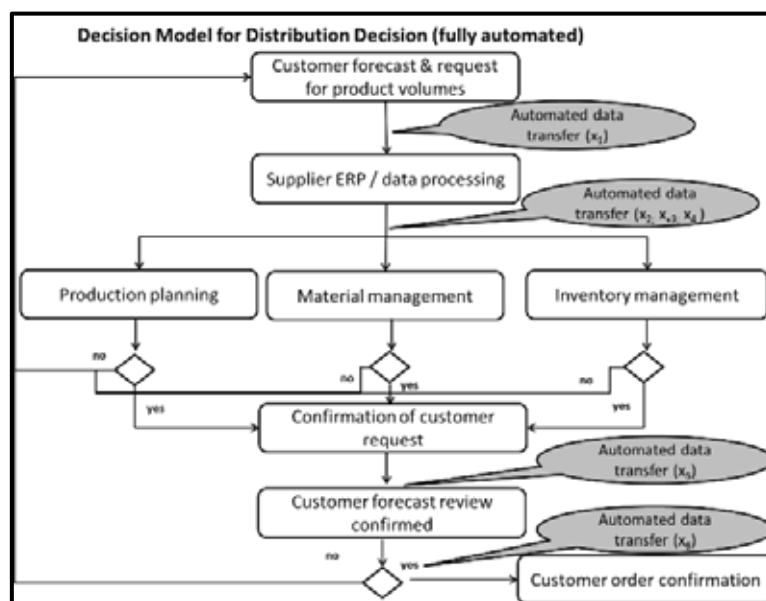 Decision Model for Distribution Decision (fully automated)
Customer forecast & request
for product volumes
Automated data
transfer (x₁)
Supplier ERP / data processing
Automated data
transfer (x₂, xₓ₃, x₄)
Production planning
Material management
Inventory management
no
no
no
yes
yes
yes
Confirmation of customer
request
Automated data
transfer (x₅)
Customer forecast review
confirmed
Automated data
transfer (x₆)
no
yes
Customer order confirmation